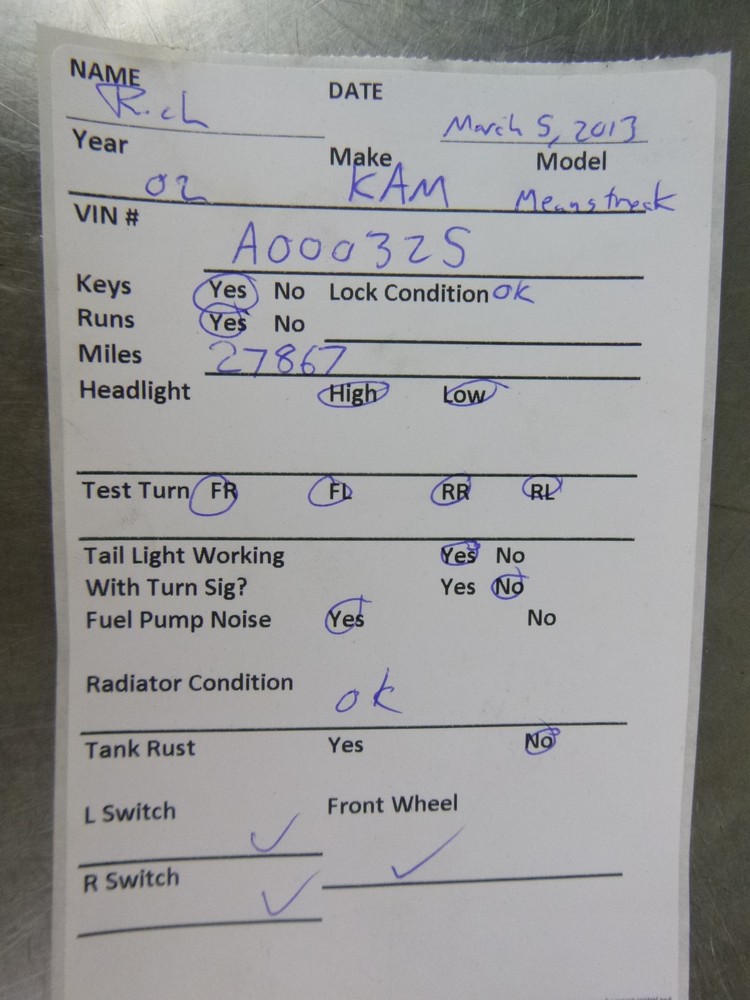 NAME DATE
Rich March 5, 2013
Year Make Model
02 KAM Meanstreak
VIN #
A000325
Keys Yes No Lock Condition OK
Runs Yes No
Miles 27867
Headlight High Low
Test Turn FR FL RR RL
Tail Light Working Yes No
With Turn Sig? Yes No
Fuel Pump Noise Yes No
Radiator Condition ok
Tank Rust Yes No
L Switch ✓ Front Wheel ✓
R Switch ✓